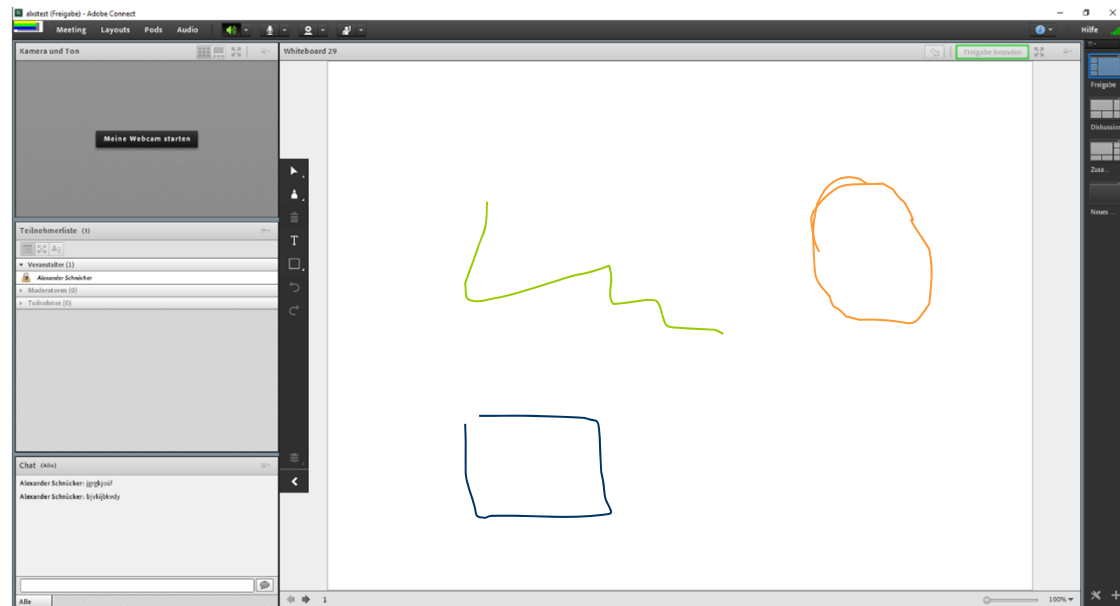 abstest (Freigabe) - Adobe Connect
Meeting Layouts Pods Audio
Hilfe
Kamera und Ton
Meine Webcam starten
Teilnehmerliste (1)
Veranstalter (1)
Alexander Schnücker
Moderatoren (0)
Teilnehmer (0)
Chat (Alle)
Alexander Schnücker:
Alexander Schnücker: bjvkijbkvdy
Alle
Whiteboard 29
Freigabe beenden
T
1
100%
Freigabe
Diskussion
Zusa...
Neues...